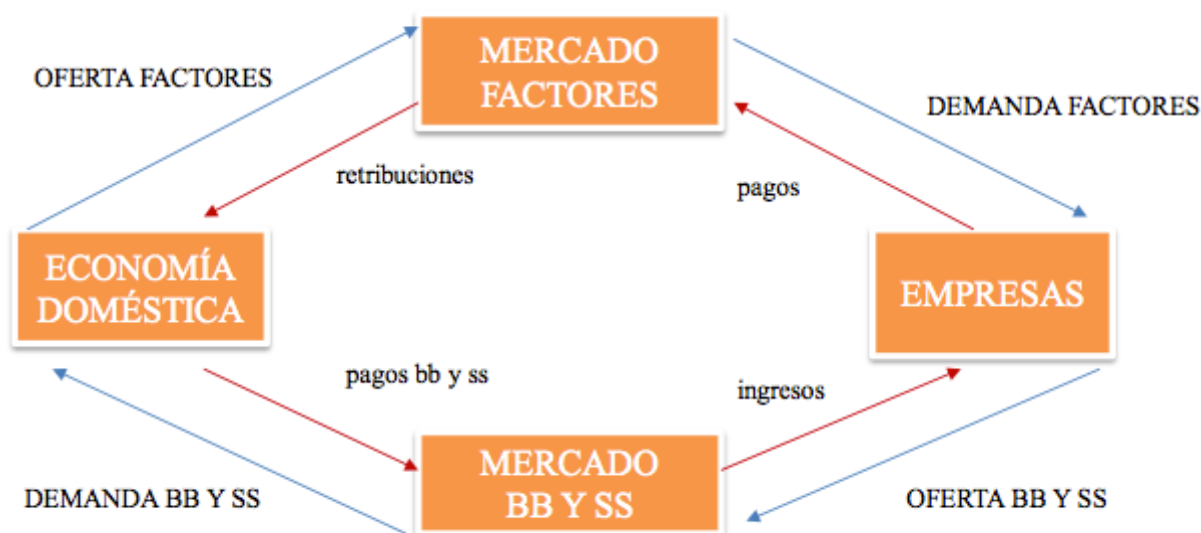 MERCADO
FACTORES
OFERTA FACTORES
DEMANDA FACTORES
retribuciones
pagos
ECONOMÍA
DOMÉSTICA
EMPRESAS
pagos bb y ss
ingresos
MERCADO
BB Y SS
DEMANDA BB Y SS
OFERTA BB Y SS